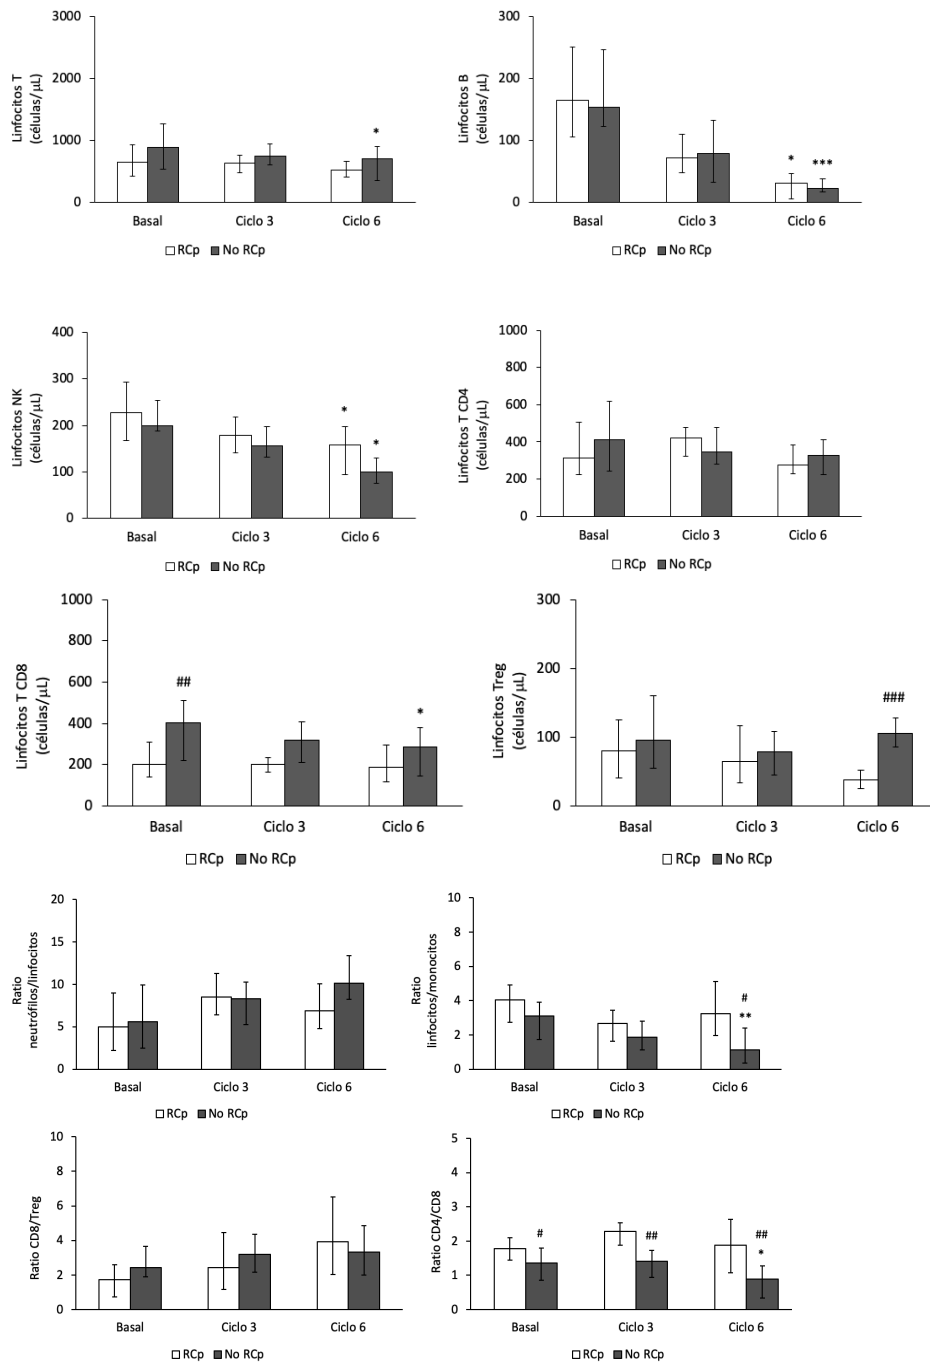 Linfocitos T
(células/µL)
3000
2000
1000
0
*
Basal Ciclo 3 Ciclo 6
RCp No RCp
Linfocitos B
(células/µL)
300
200
100
0
* ***
Basal Ciclo 3 Ciclo 6
RCp No RCp
Linfocitos NK
(células/µL)
400
300
200
100
0
*
*
Basal Ciclo 3 Ciclo 6
RCp No RCp
Linfocitos T CD4
(células/µL)
1000
800
600
400
200
0
Basal Ciclo 3 Ciclo 6
RCp No RCp
Linfocitos T CD8
(células/µL)
1000
800
600
400
200
0
##
*
Basal Ciclo 3 Ciclo 6
RCp No RCp
Linfocitos Treg
(células/µL)
300
200
100
0
###
Basal Ciclo 3 Ciclo 6
RCp No RCp
Ratio
neutrófilos/linfocitos
20
15
10
5
0
Basal Ciclo 3 Ciclo 6
RCp No RCp
Ratio
linfocitos/monocitos
10
8
6
4
2
0
#
**
Basal Ciclo 3 Ciclo 6
RCp No RCp
Ratio CD8/Treg
10
8
6
4
2
0
Basal Ciclo 3 Ciclo 6
RCp No RCp
Ratio CD4/CD8
5
4
3
2
1
0
# ## ##
*
Basal Ciclo 3 Ciclo 6
RCp No RCp